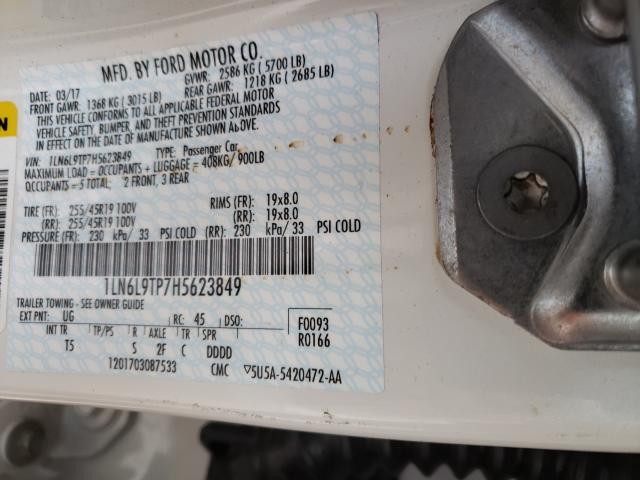 MFD. BY FORD MOTOR CO.
DATE: 03/17 GVWR: 2586 KG ( 5700 LB)
FRONT GAWR: 1368 KG ( 3015 LB) REAR GAWR: 1218 KG ( 2685 LB)
THIS VEHICLE CONFORMS TO ALL APPLICABLE FEDERAL MOTOR
VEHICLE SAFETY, BUMPER, AND THEFT PREVENTION STANDARDS
IN EFFECT ON THE DATE OF MANUFACTURE SHOWN ABOVE.
VIN: 1LN6L9TP7H5623849 TYPE: Passenger Car
MAXIMUM LOAD = OCCUPANTS + LUGGAGE = 408KG/ 900LB
OCCUPANTS = 5 TOTAL: 2 FRONT, 3 REAR
TIRE (FR): 255/45R19 100V RIMS (FR): 19x8.0
(RR): 255/45R19 100V (RR): 19x8.0
PRESSURE (FR): 230 kPa/ 33 PSI COLD (RR): 230 kPa/ 33 PSI COLD
1LN6L9TP7H5623849
TRAILER TOWING - SEE OWNER GUIDE
EXT PNT: UG RC: 45 DSO: F0093
INT TR TP/PS R AXLE TR SPR R0166
T5 S 2F C DDDD
1201703087533 CMC ▽5U5A-5420472-AA
N